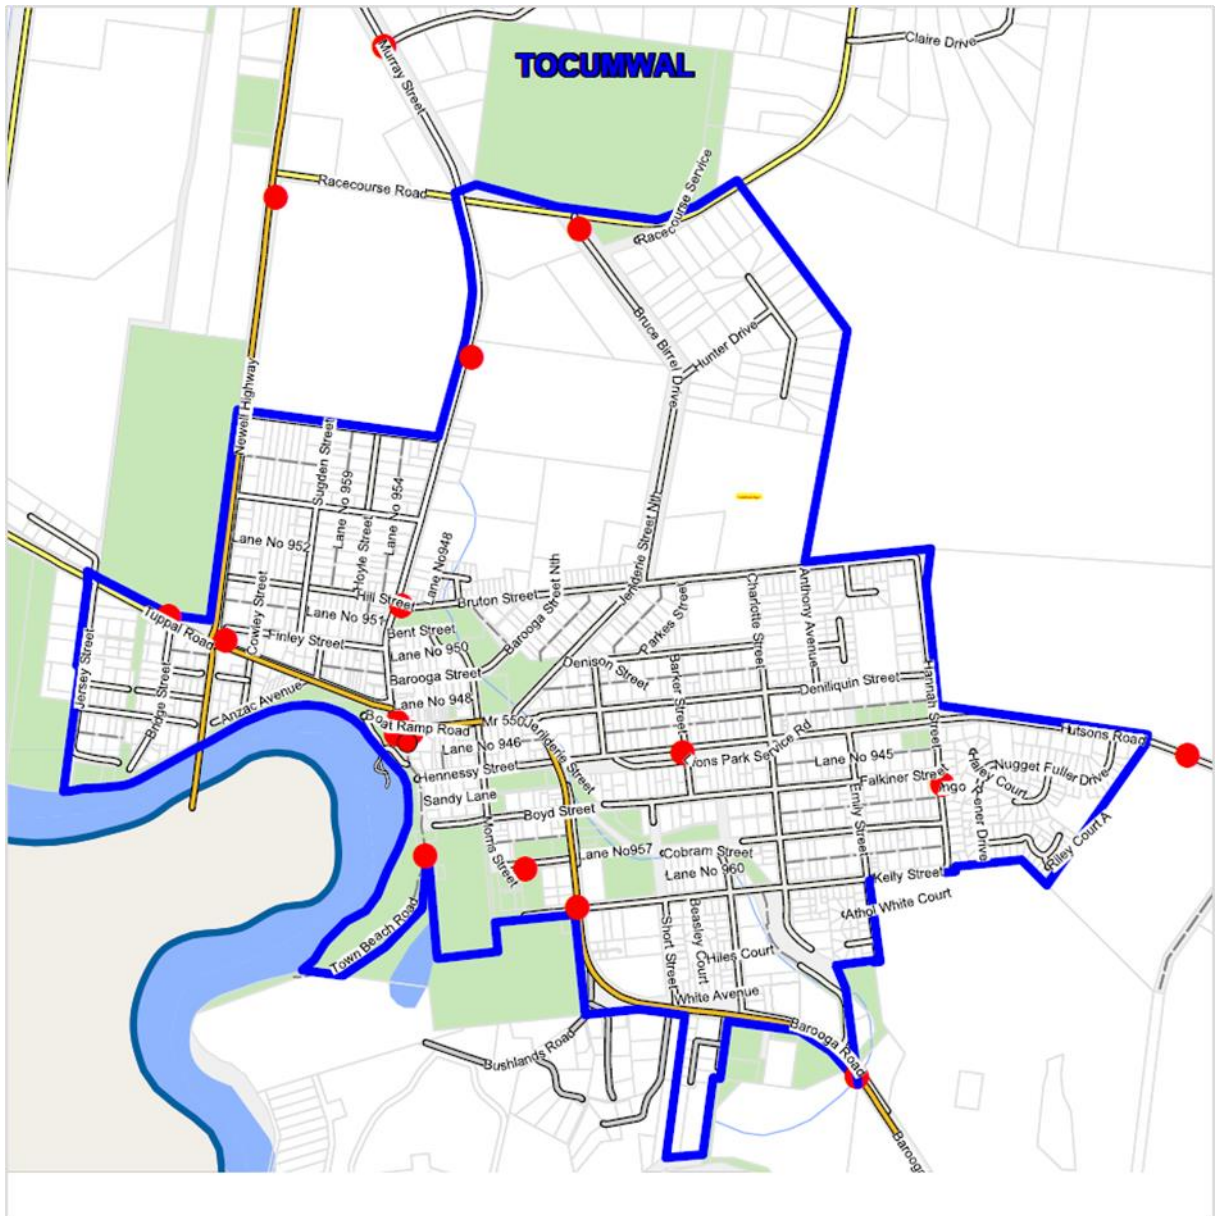 TOCUMWAL
Claire Drive
Murray Street
Racecourse Road
Racecourse Service
Bruce Birrel Drive
Hunter Drive
Newell Highway
Sugden Street
Lane No 959
Hoyle Street
Lane No 954
Lane No 952
Lane No948
Jerilderie Street Nth
Hill Street
Bruton Street
Barooga Street Nth
Lane No 951
Cowley Street
Finley Street
Bent Street
Lane No 950
Barooga Street
Parkes Street
Charlotte Street
Anthony Avenue
Tuppal Road
Jersey Street
Bridge Street
Anzac Avenue
Denison Street
Barker Street
Deniliquin Street
Hannah Street
Lane No 948
Boat Ramp Road
Mr 550
Jerilderie Street
Lane No 946
Hennessy Street
Sandy Lane
Boyd Street
Lyons Park Service Rd
Lane No 945
Falkiner Street
Emily Street
Hutsons Road
Haley Court
Nugget Fuller Drive
ngo
ener Drive
Riley Court A
Morris Street
Lane No957
Cobram Street
Lane No 960
Kelly Street
Athol White Court
Town Beach Road
Short Street
Beasley Court
Hiles Court
White Avenue
Barooga Road
Bushlands Road
Barooga